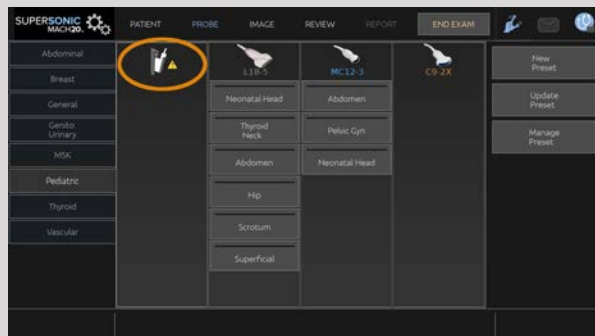 SUPERSONIC
MACH20.
PATIENT
PROBE
IMAGE
REVIEW
REPORT
END EXAM
Abdominal
Breast
General
Genito
Urinary
MSK
Pediatric
Thyroid
Vascular
L18-5
Neonatal Head
Thyroid
Neck
Abdomen
Hip
Scrotum
Superficial
MC12-3
Abdomen
Pelvic Gyn
Neonatal Head
C9-2X
New
Preset
Update
Preset
Manage
Preset